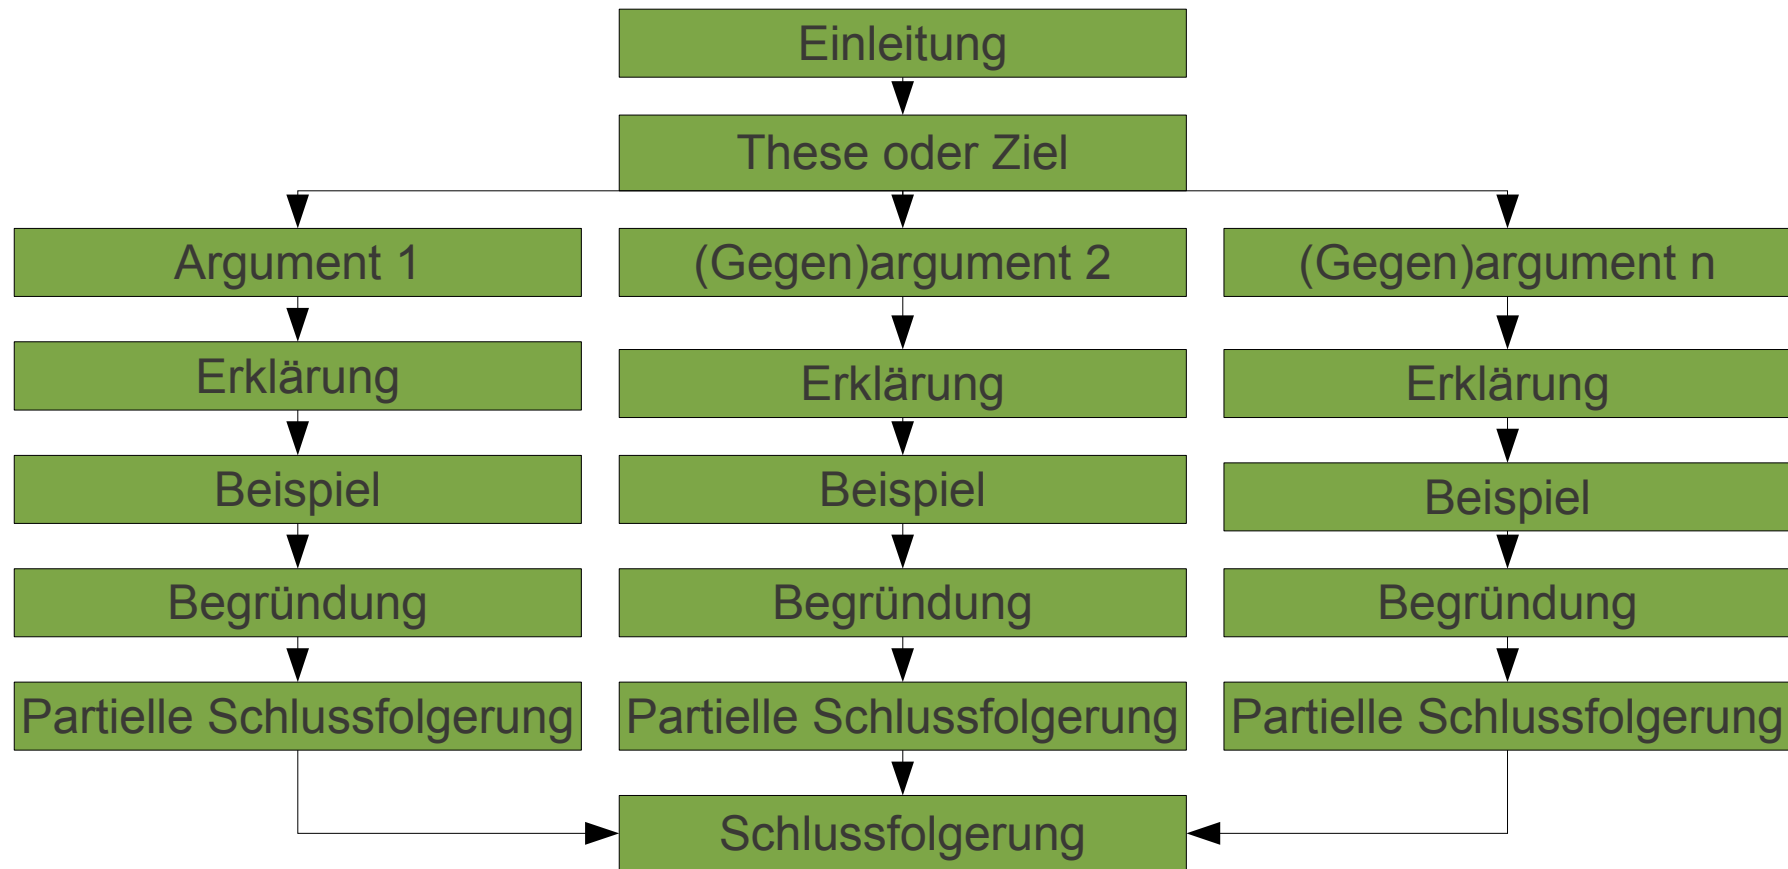 Einleitung
These oder Ziel
Argument 1
(Gegen)argument 2
(Gegen)argument n
Erklärung
Erklärung
Erklärung
Beispiel
Beispiel
Beispiel
Begründung
Begründung
Begründung
Partielle Schlussfolgerung
Partielle Schlussfolgerung
Partielle Schlussfolgerung
Schlussfolgerung